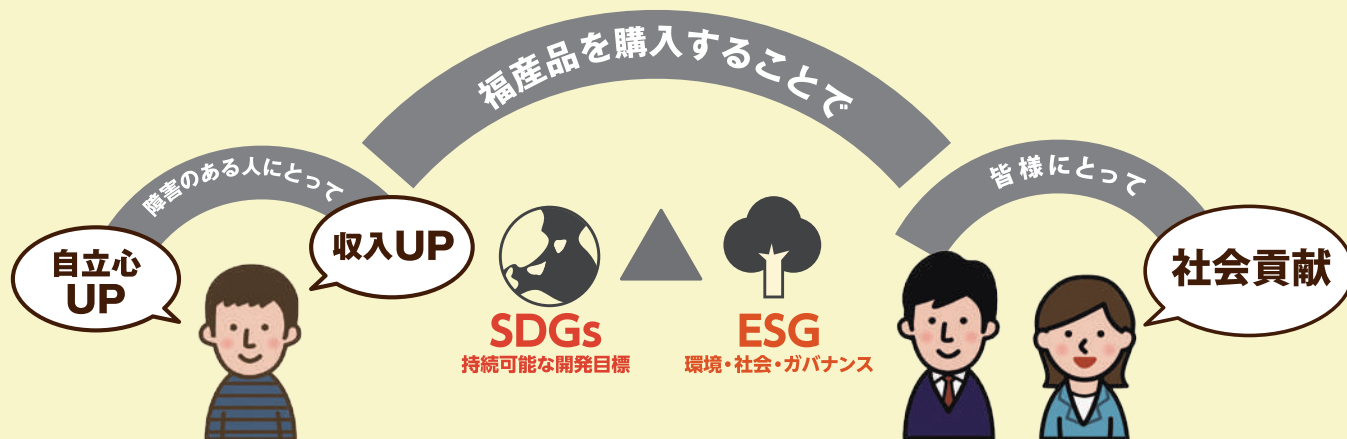 福産品を購入することで
障害のある人にとって
自立心
UP
収入UP
SDGs
持続可能な開発目標
ESG
環境・社会・ガバナンス
皆様にとって
社会貢献